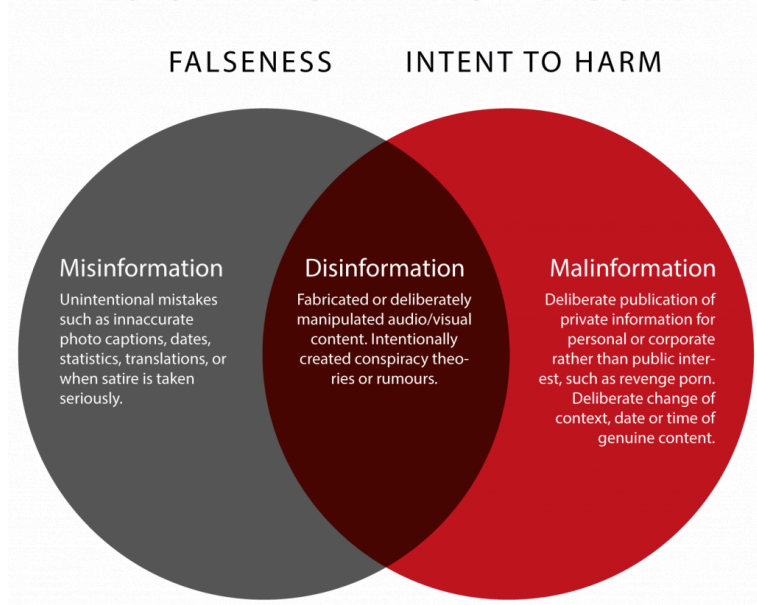 FALSENESS
INTENT TO HARM
Misinformation
Unintentional mistakes
such as innaccurate
photo captions, dates,
statistics, translations, or
when satire is taken
seriously.
Disinformation
Fabricated or deliberately
manipulated audio/visual
content. Intentionally
created conspiracy theo-
ries or rumours.
Malinformation
Deliberate publication of
private information for
personal or corporate
rather than public inter-
est, such as revenge porn.
Deliberate change of
context, date or time of
genuine content.